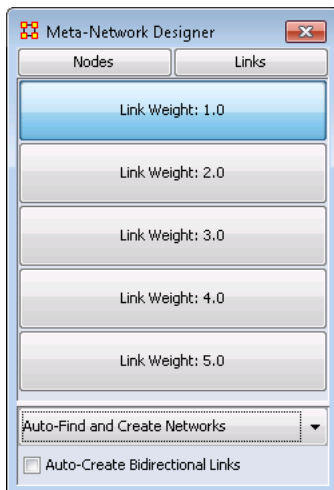 Meta-Network Designer
Nodes Links
Link Weight: 1.0
Link Weight: 2.0
Link Weight: 3.0
Link Weight: 4.0
Link Weight: 5.0
Auto-Find and Create Networks
Auto-Create Bidirectional Links